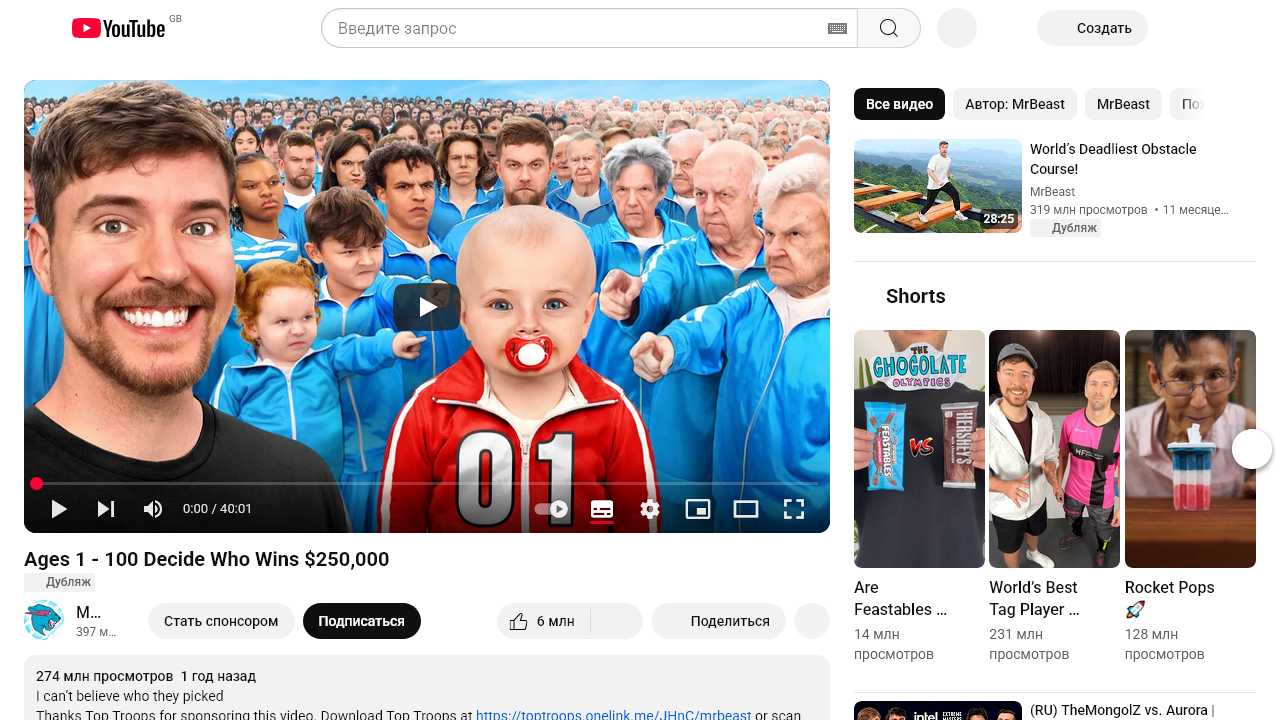 YouTube GB
Введите запрос
Создать
01
0:00 / 40:01
Ages 1 - 100 Decide Who Wins $250,000
Дубляж
M...
397 м...
Стать спонсором
Подписаться
6 млн
Поделиться
274 млн просмотров 1 год назад
I can't believe who they picked
Thanks Top Troops for sponsoring this video. Download Top Troops at https://toptroops.onelink.me/JHnC/mrbeast or scan
Все видео
Автор: MrBeast
MrBeast
28:25
World's Deadliest Obstacle
Course!
MrBeast
319 млн просмотров • 11 месяце...
Дубляж
Shorts
THE
CHOCOLATE
OLYMPICS
FEASTABLES
VS
HERSHEY'S
Are
Feastables ...
14 млн
просмотров
World's Best
Tag Player ...
231 млн
просмотров
Rocket Pops
🚀
128 млн
просмотров
intel
(RU) TheMongolZ vs. Aurora |